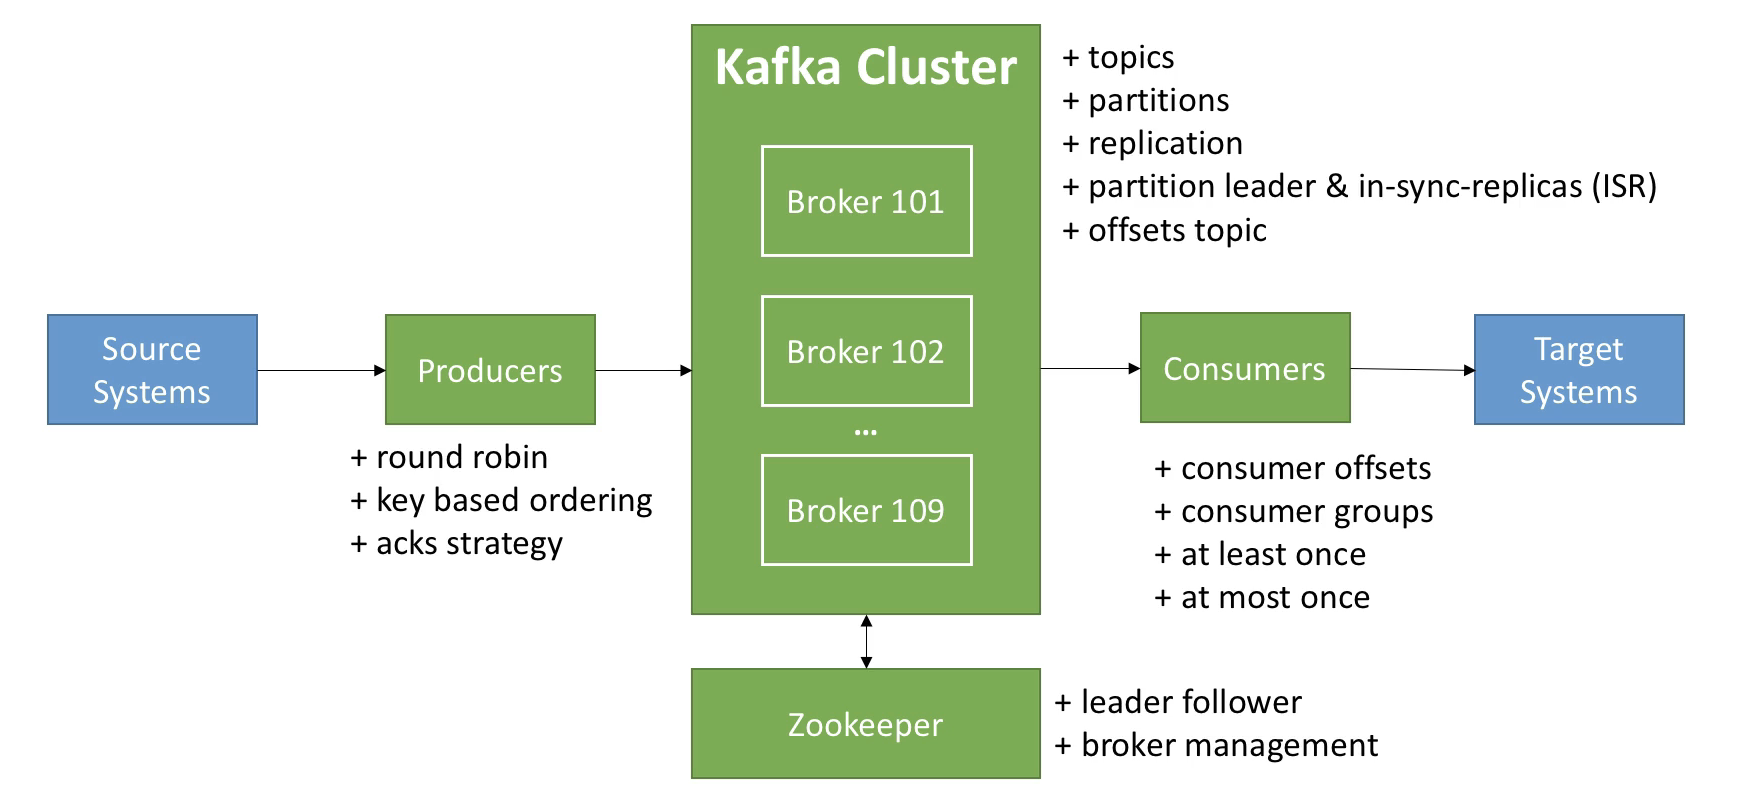 Kafka Cluster
+ topics
+ partitions
+ replication
+ partition leader & in-sync-replicas (ISR)
+ offsets topic
Broker 101
Broker 102
...
Broker 109
Source
Systems
Producers
+ round robin
+ key based ordering
+ acks strategy
Consumers
+ consumer offsets
+ consumer groups
+ at least once
+ at most once
Target
Systems
Zookeeper
+ leader follower
+ broker management